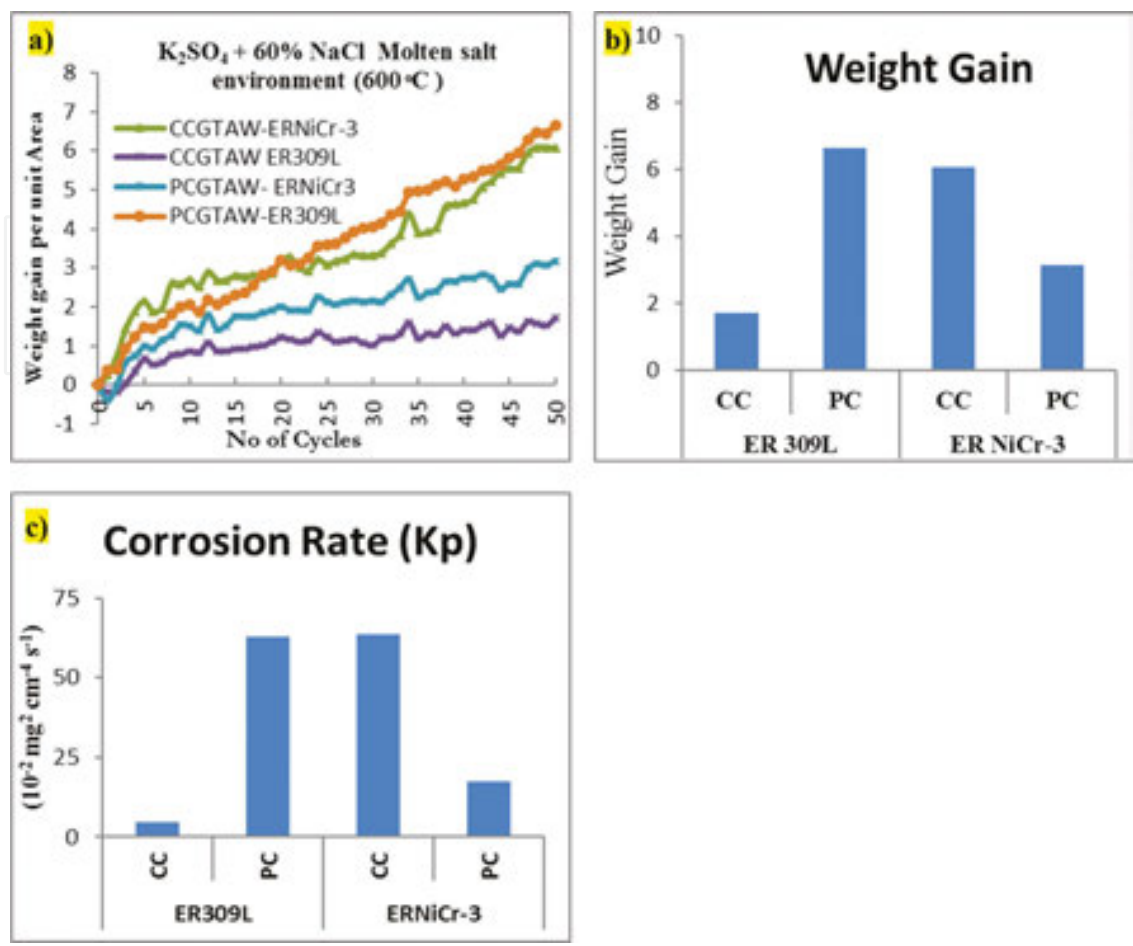 a)
K₂SO₄ + 60% NaCl Molten salt
environment (600 °C )
Weight gain per unit Area
8
7
6
5
4
3
2
1
0
-1
CCGTAW-ERNiCr-3
CCGTAW ER309L
PCGTAW- ERNiCr3
PCGTAW-ER309L
0 5 10 15 20 25 30 35 40 45 50
No of Cycles
b)
Weight Gain
Weight Gain
10
8
6
4
2
0
CC PC CC PC
ER 309L ER NiCr-3
c)
Corrosion Rate (Kp)
(10⁻² mg² cm⁻⁴ s⁻¹)
75
50
25
0
CC PC CC PC
ER309L ERNiCr-3